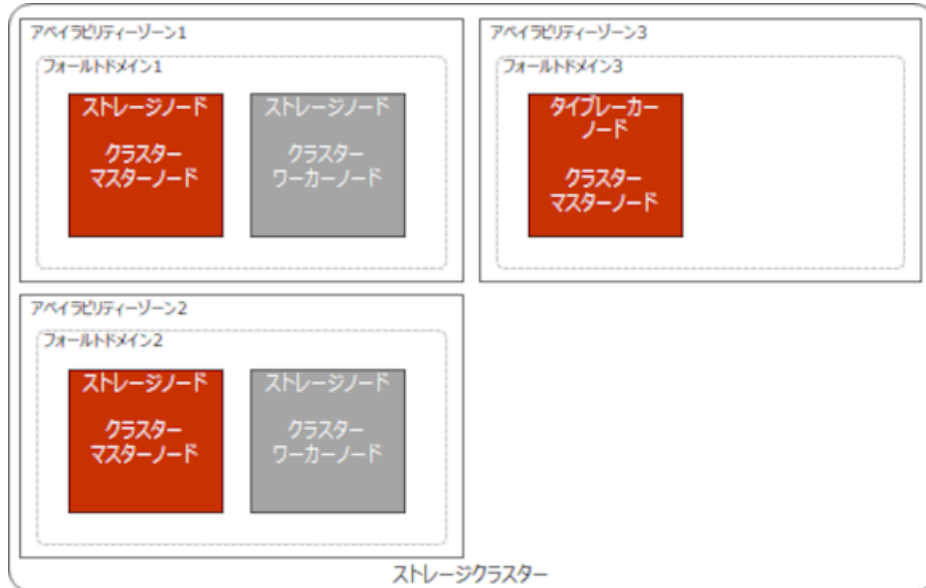 アベイラビリティーゾーン1
フォールトドメイン1
ストレージノード
クラスター
マスターノード
ストレージノード
クラスター
ワーカーノード
アベイラビリティーゾーン3
フォールトドメイン3
タイブレーカー
ノード
クラスター
マスターノード
アベイラビリティーゾーン2
フォールトドメイン2
ストレージノード
クラスター
マスターノード
ストレージノード
クラスター
ワーカーノード
ストレージクラスター